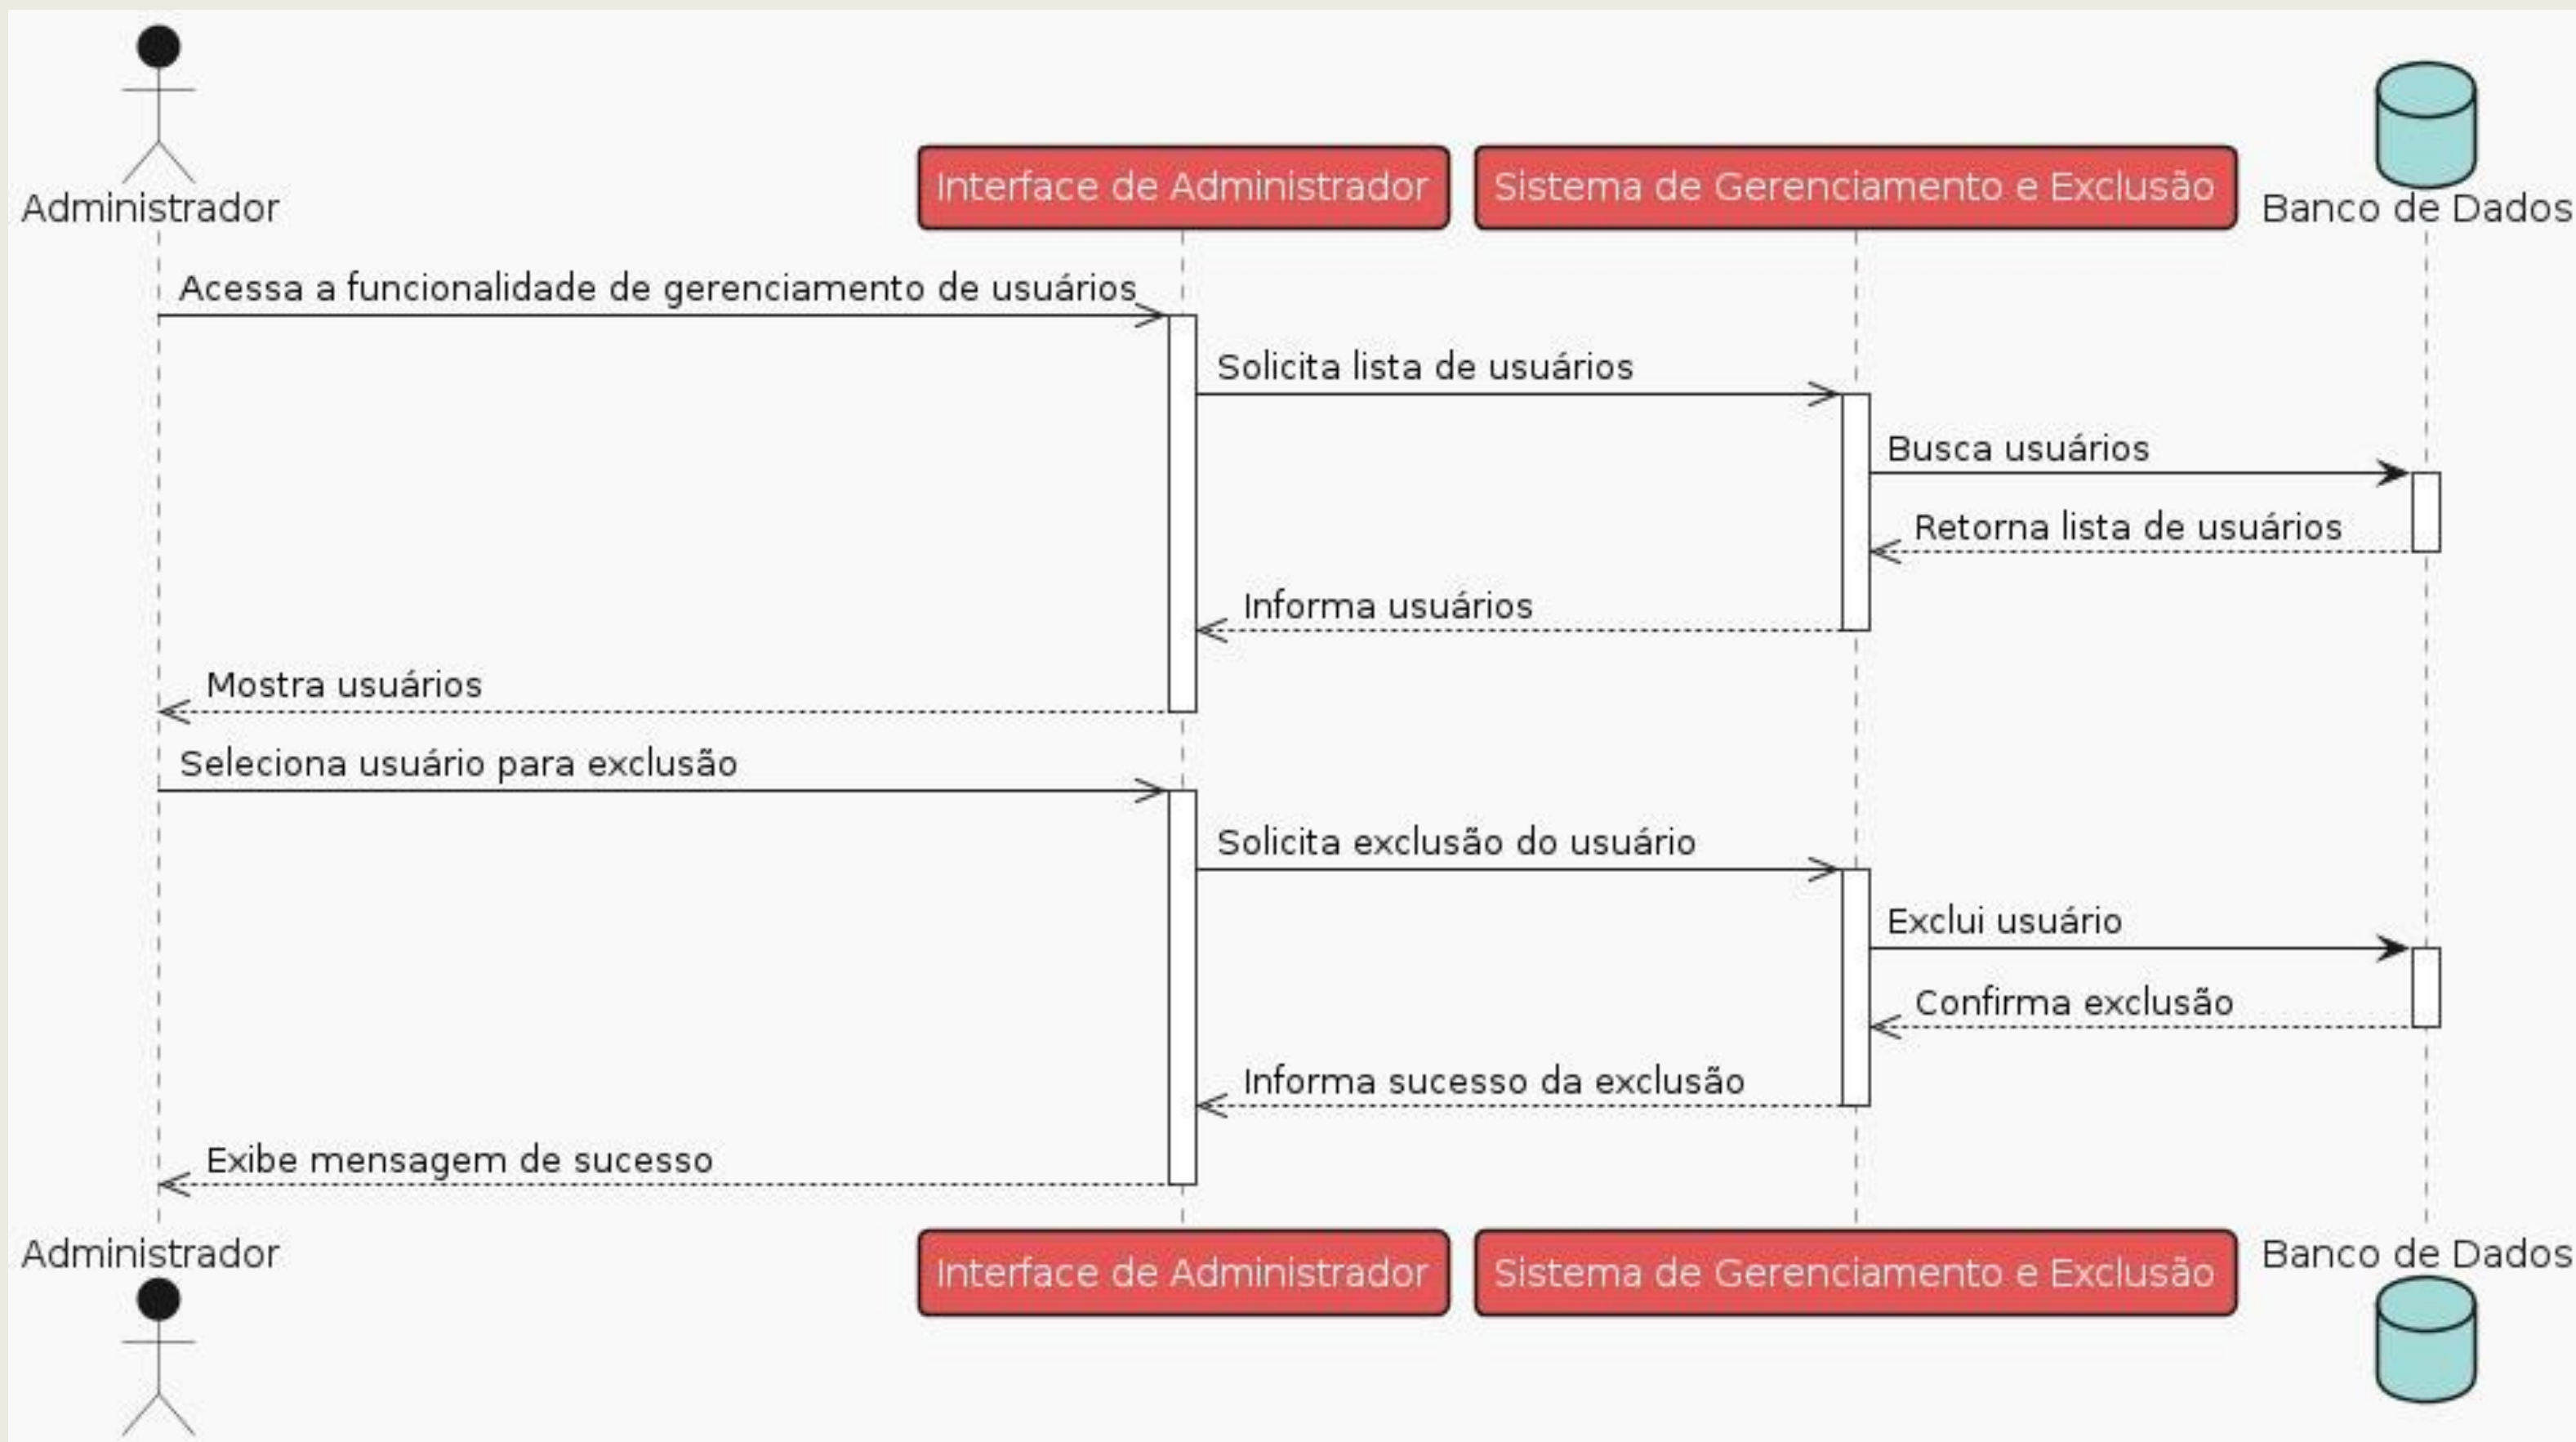 Administrador
Interface de Administrador
Sistema de Gerenciamento e Exclusão
Banco de Dados
Acessa a funcionalidade de gerenciamento de usuários
Solicita lista de usuários
Busca usuários
Retorna lista de usuários
Informa usuários
Mostra usuários
Seleciona usuário para exclusão
Solicita exclusão do usuário
Exclui usuário
Confirma exclusão
Informa sucesso da exclusão
Exibe mensagem de sucesso
Administrador
Interface de Administrador
Sistema de Gerenciamento e Exclusão
Banco de Dados